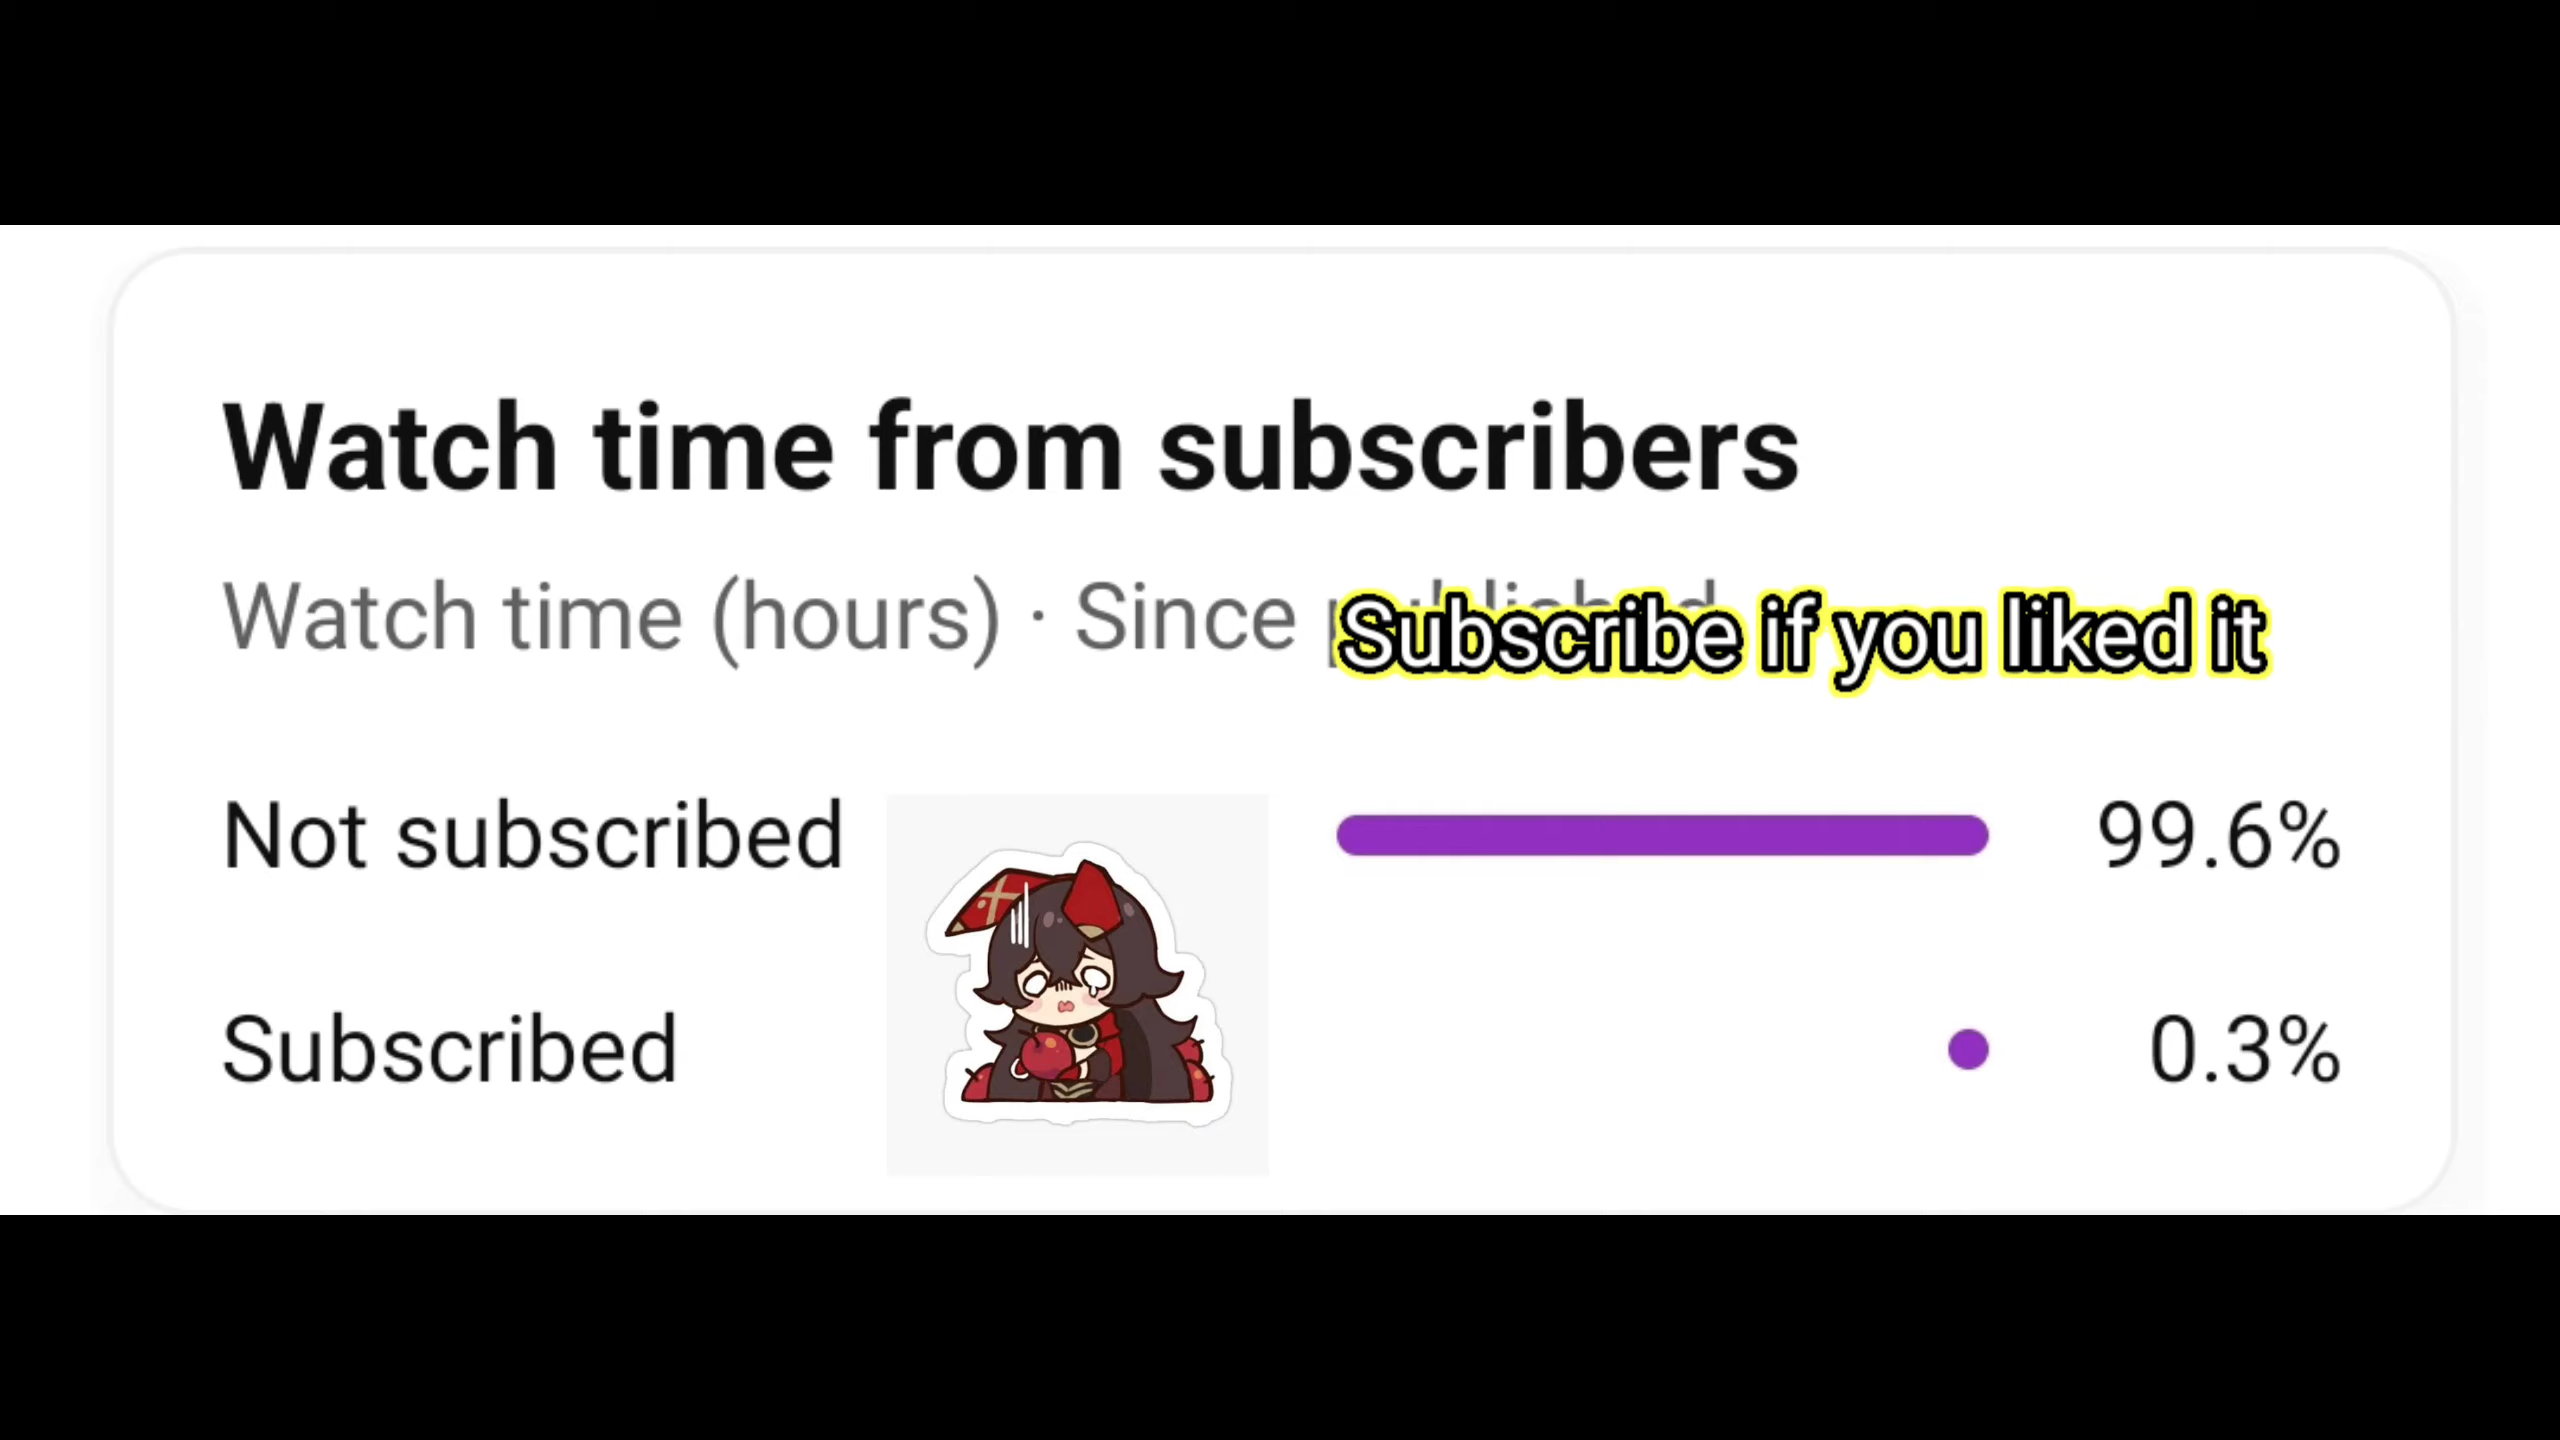 Watch time from subscribers
Watch time (hours) · Since
Subscribe if you liked it
Not subscribed 99.6%
Subscribed 0.3%